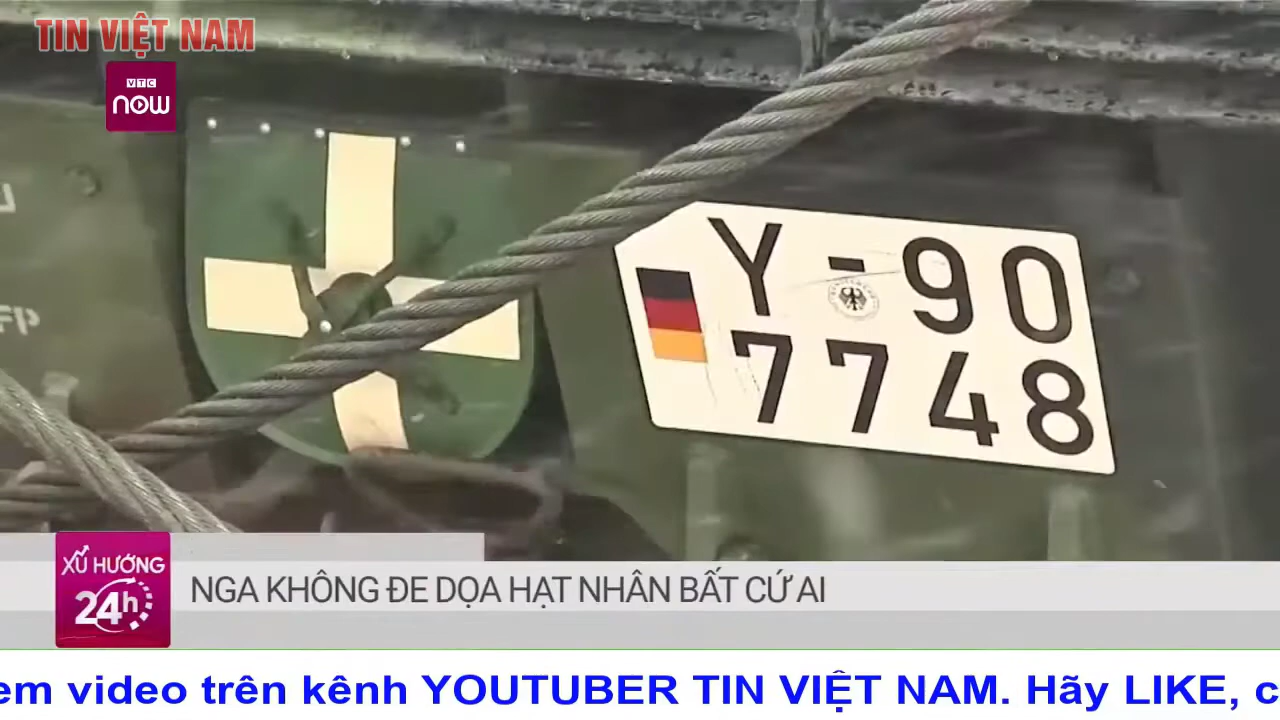 TIN VIỆT NAM
VTC
NOW
FP
Y-90
7748
XU HƯỚNG
24h
NGA KHÔNG ĐE DỌA HẠT NHÂN BẤT CỨ AI
em video trên kênh YOUTUBER TIN VIỆT NAM. Hãy LIKE, c